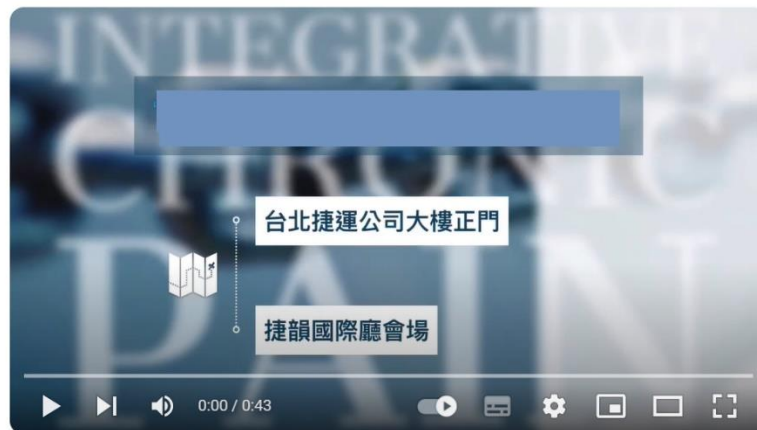 INTEGRATIVE
CHRONIC
PAIN
台北捷運公司大樓正門
捷韻國際廳會場
0:00 / 0:43